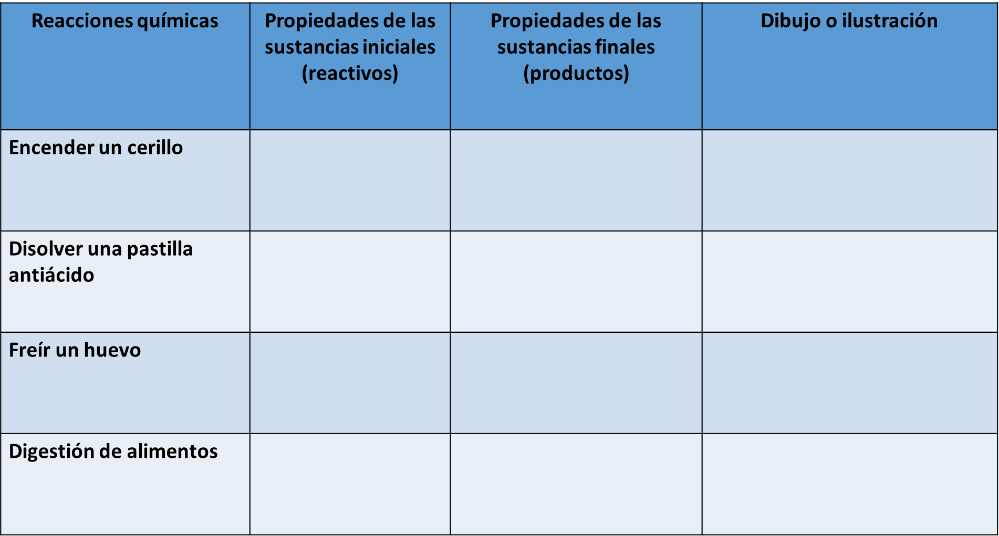 Reacciones químicas
Propiedades de las
sustancias iniciales
(reactivos)
Propiedades de las
sustancias finales
(productos)
Dibujo o ilustración
Encender un cerillo
Disolver una pastilla
antiácido
Freír un huevo
Digestión de alimentos